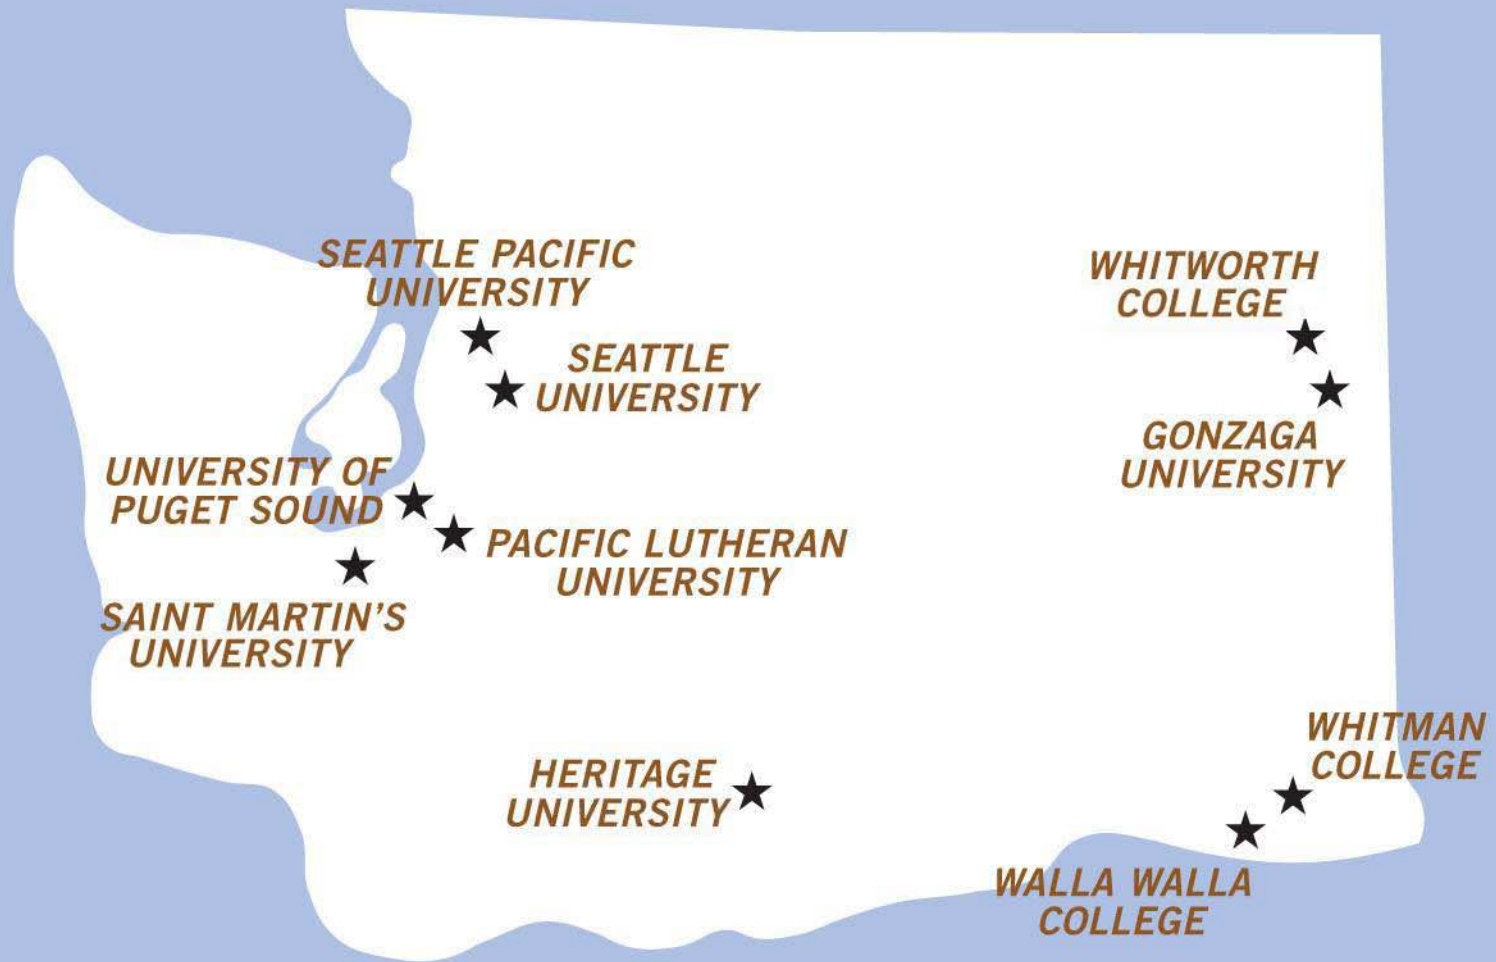 SEATTLE PACIFIC
UNIVERSITY
SEATTLE
UNIVERSITY
UNIVERSITY OF
PUGET SOUND
PACIFIC LUTHERAN
UNIVERSITY
SAINT MARTIN'S
UNIVERSITY
HERITAGE
UNIVERSITY
WHITWORTH
COLLEGE
GONZAGA
UNIVERSITY
WHITMAN
COLLEGE
WALLA WALLA
COLLEGE